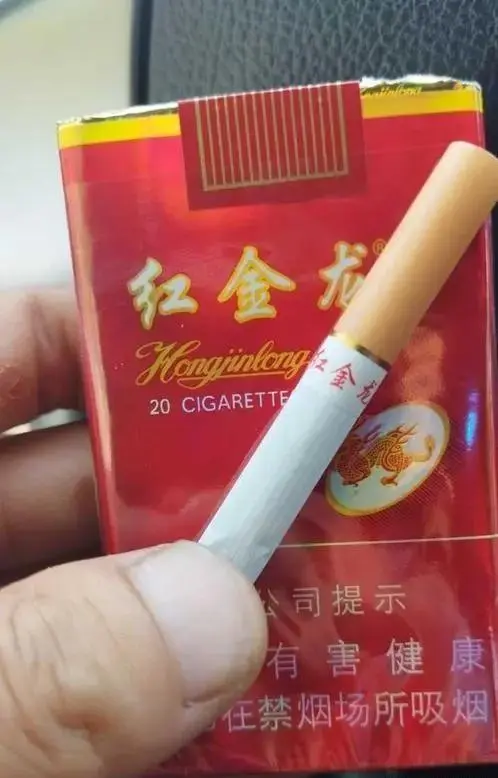 Hongjinlong
红金龙®
Hongjinlong
20 CIGARETTE
红金龙
公司提示
有害健康
在禁烟场所吸烟